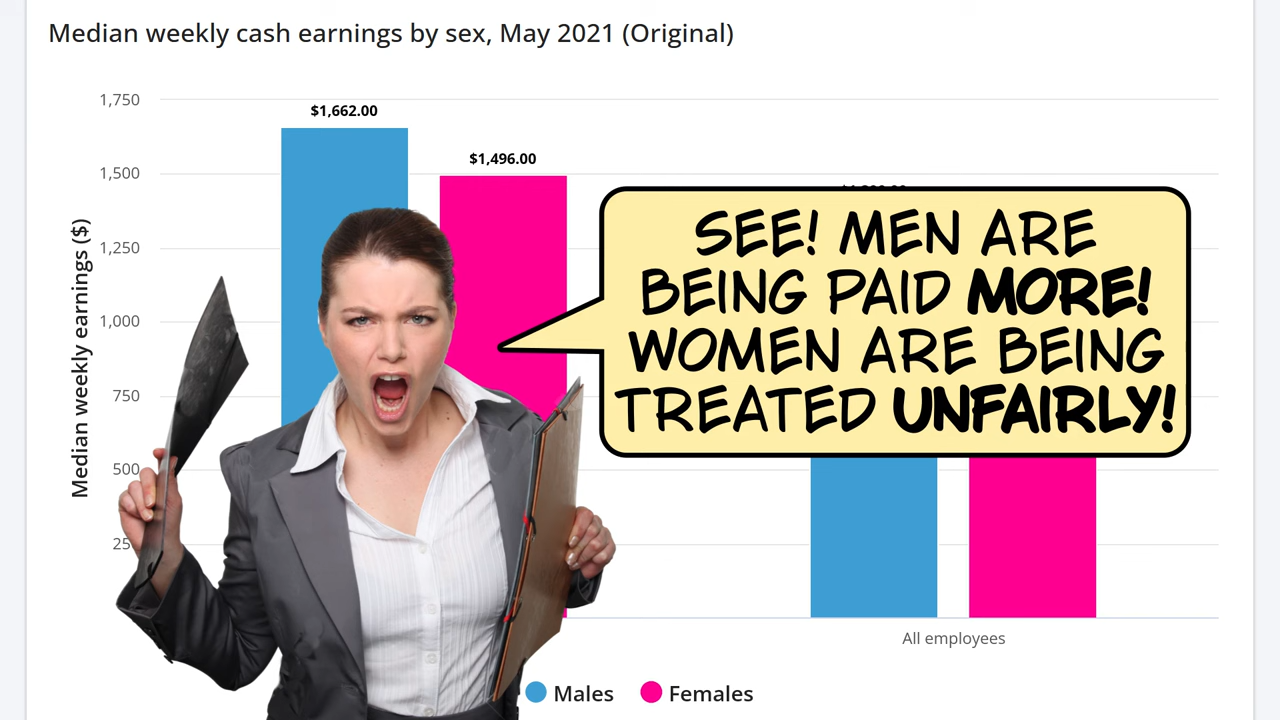 Median weekly cash earnings by sex, May 2021 (Original)
Median weekly earnings ($)
1,750
1,500
1,250
1,000
750
500
25
$1,662.00
$1,496.00
SEE! MEN ARE
BEING PAID MORE!
WOMEN ARE BEING
TREATED UNFAIRLY!
All employees
Males
Females